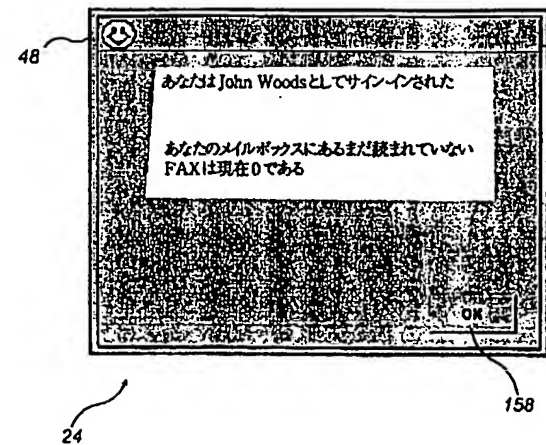 48
あなたはJohn Woodsとしてサイン・インされた
あなたのメイルボックスにあるまだ読まれていない
FAXは現在0である
OK
158
24